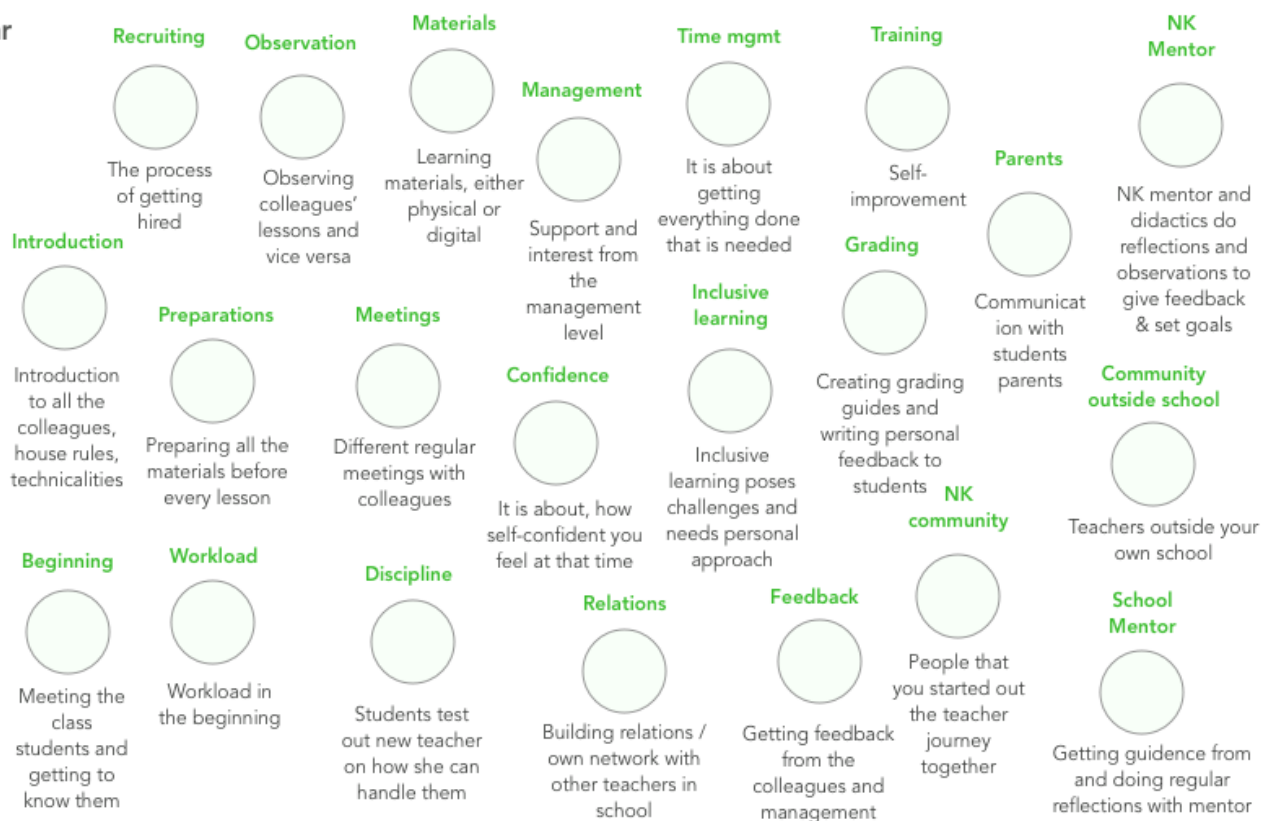 Recruiting
The process
of getting
hired
Observation
Observing
colleagues'
lessons and
vice versa
Materials
Learning
materials, either
physical or
digital
Management
Support and
interest from
the
management
level
Time mgmt
It is about
getting
everything done
that is needed
Training
Self-
improvement
Parents
Communicat
ion with
students
parents
NK
Mentor
NK mentor and
didactics do
reflections and
observations to
give feedback
& set goals
Introduction
Introduction
to all the
colleagues,
house rules,
technicalities
Preparations
Preparing all the
materials before
every lesson
Meetings
Different regular
meetings with
colleagues
Confidence
It is about, how
self-confident you
feel at that time
Inclusive
learning
Inclusive
learning poses
challenges and
needs personal
approach
Grading
Creating grading
guides and
writing personal
feedback to
students
Community
outside school
Teachers outside your
own school
Beginning
Meeting the
class
students and
getting to
know them
Workload
Workload in
the beginning
Discipline
Students test
out new teacher
on how she can
handle them
Relations
Building relations /
own network with
other teachers in
school
Feedback
Getting feedback
from the
colleagues and
management
NK
community
People that
you started out
the teacher
journey
together
School
Mentor
Getting guidence from
and doing regular
reflections with mentor